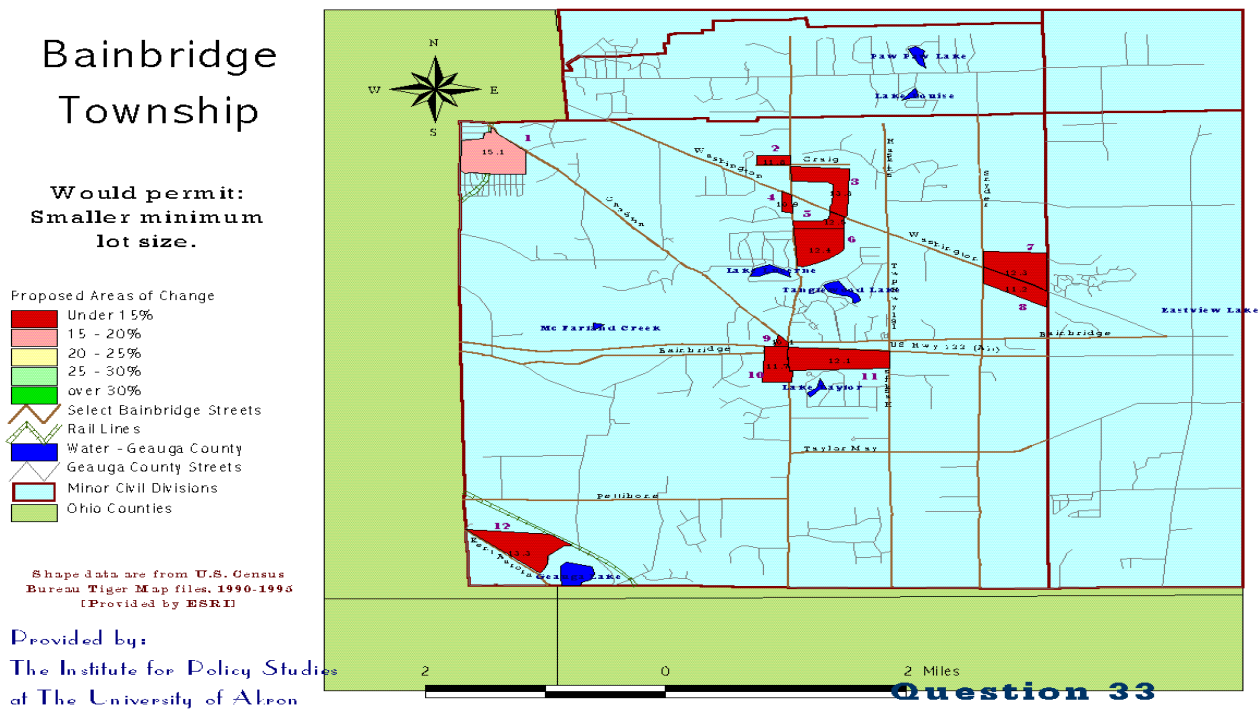 Bainbridge
Township
Would permit:
Smaller minimum
lot size.
Proposed Areas of Change
Under 15%
15 - 20%
20 - 25%
25 - 30%
over 30%
Select Bainbridge Streets
Rail Lines
Water - Geauga County
Geauga County Streets
Minor Civil Divisions
Ohio Counties
Shape data are from U.S. Census
Bureau Tiger Map files, 1990-1995
[Provided by ESRI]
Provided by:
The Institute for Policy Studies
at The University of Akron
N
W
E
S
Paw Paw Lake
Lake Louise
1
15.1
Washington
2
Craig
3
4
5
6
Snyder
Chagrin
Washington
7
8
Lake Lucerne
Tanglewood Lake
Mc Farland Creek
Eastview Lake
Bainbridge
9
Bainbridge
US Hwy 422 (Alt)
10
11
12.1
Lake Taylor
Taylor May
Pettibone
12
Kent
Aurora
Geauga Lake
2
0
2 Miles
Question 33